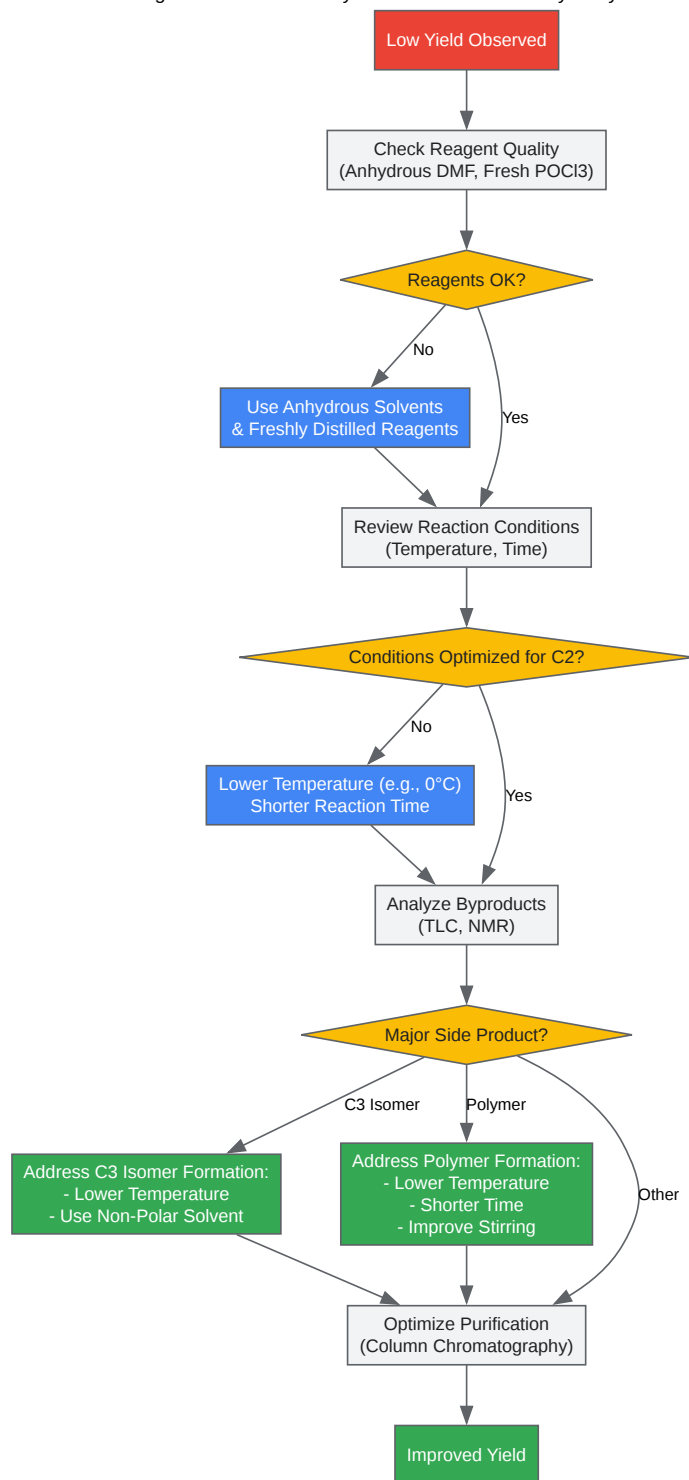 Low Yield Observed
Check Reagent Quality
(Anhydrous DMF, Fresh POCl3)
Reagents OK?
No
Use Anhydrous Solvents
& Freshly Distilled Reagents
Yes
Review Reaction Conditions
(Temperature, Time)
Conditions Optimized for C2?
No
Lower Temperature (e.g., 0°C)
Shorter Reaction Time
Yes
Analyze Byproducts
(TLC, NMR)
Major Side Product?
C3 Isomer
Polymer
Address C3 Isomer Formation:
- Lower Temperature
- Use Non-Polar Solvent
Address Polymer Formation:
- Lower Temperature
- Shorter Time
- Improve Stirring
Other
Optimize Purification
(Column Chromatography)
Improved Yield